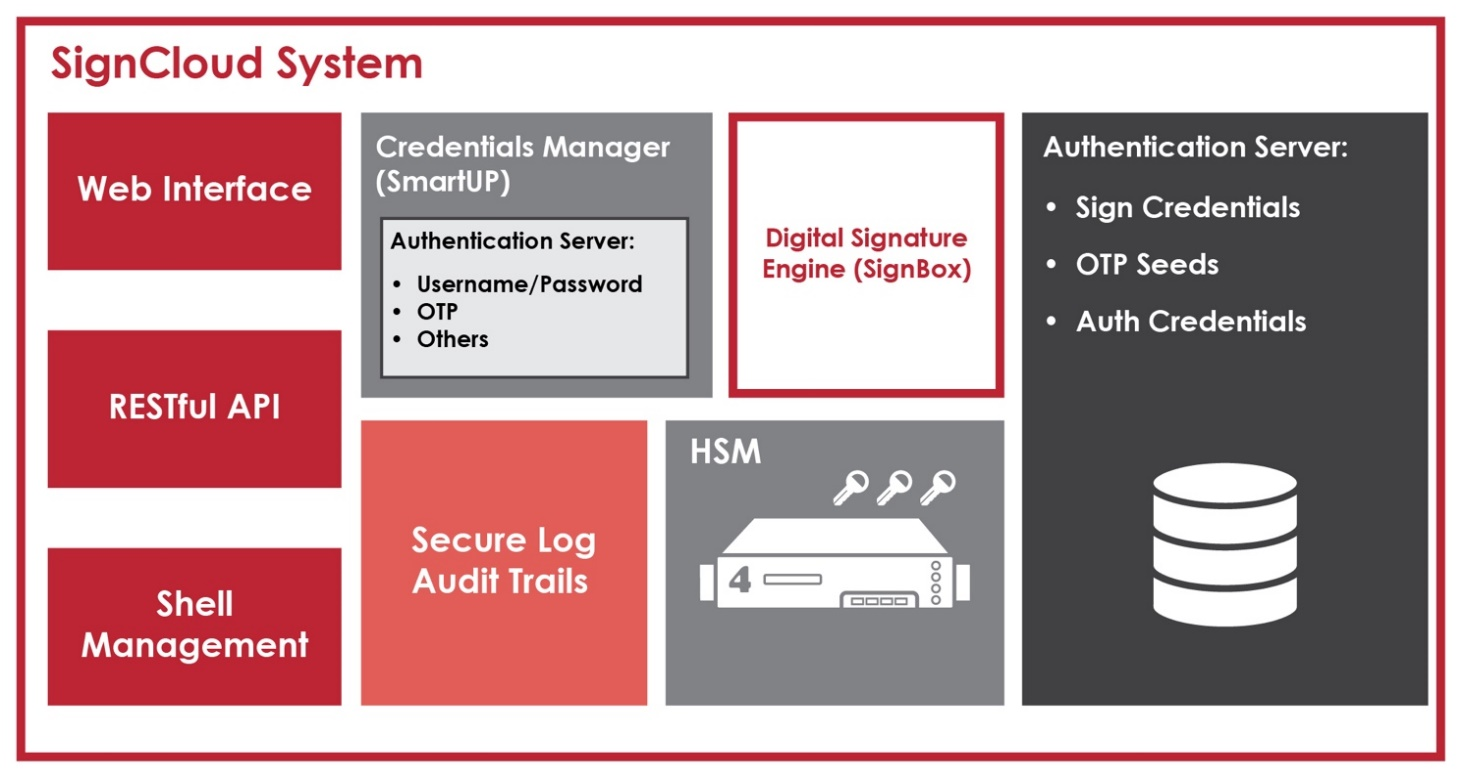 SignCloud System
Web Interface
RESTful API
Shell
Management
Credentials Manager
(SmartUP)
Authentication Server:
• Username/Password
• OTP
• Others
Digital Signature
Engine (SignBox)
Secure Log
Audit Trails
HSM
4
Authentication Server:
• Sign Credentials
• OTP Seeds
• Auth Credentials